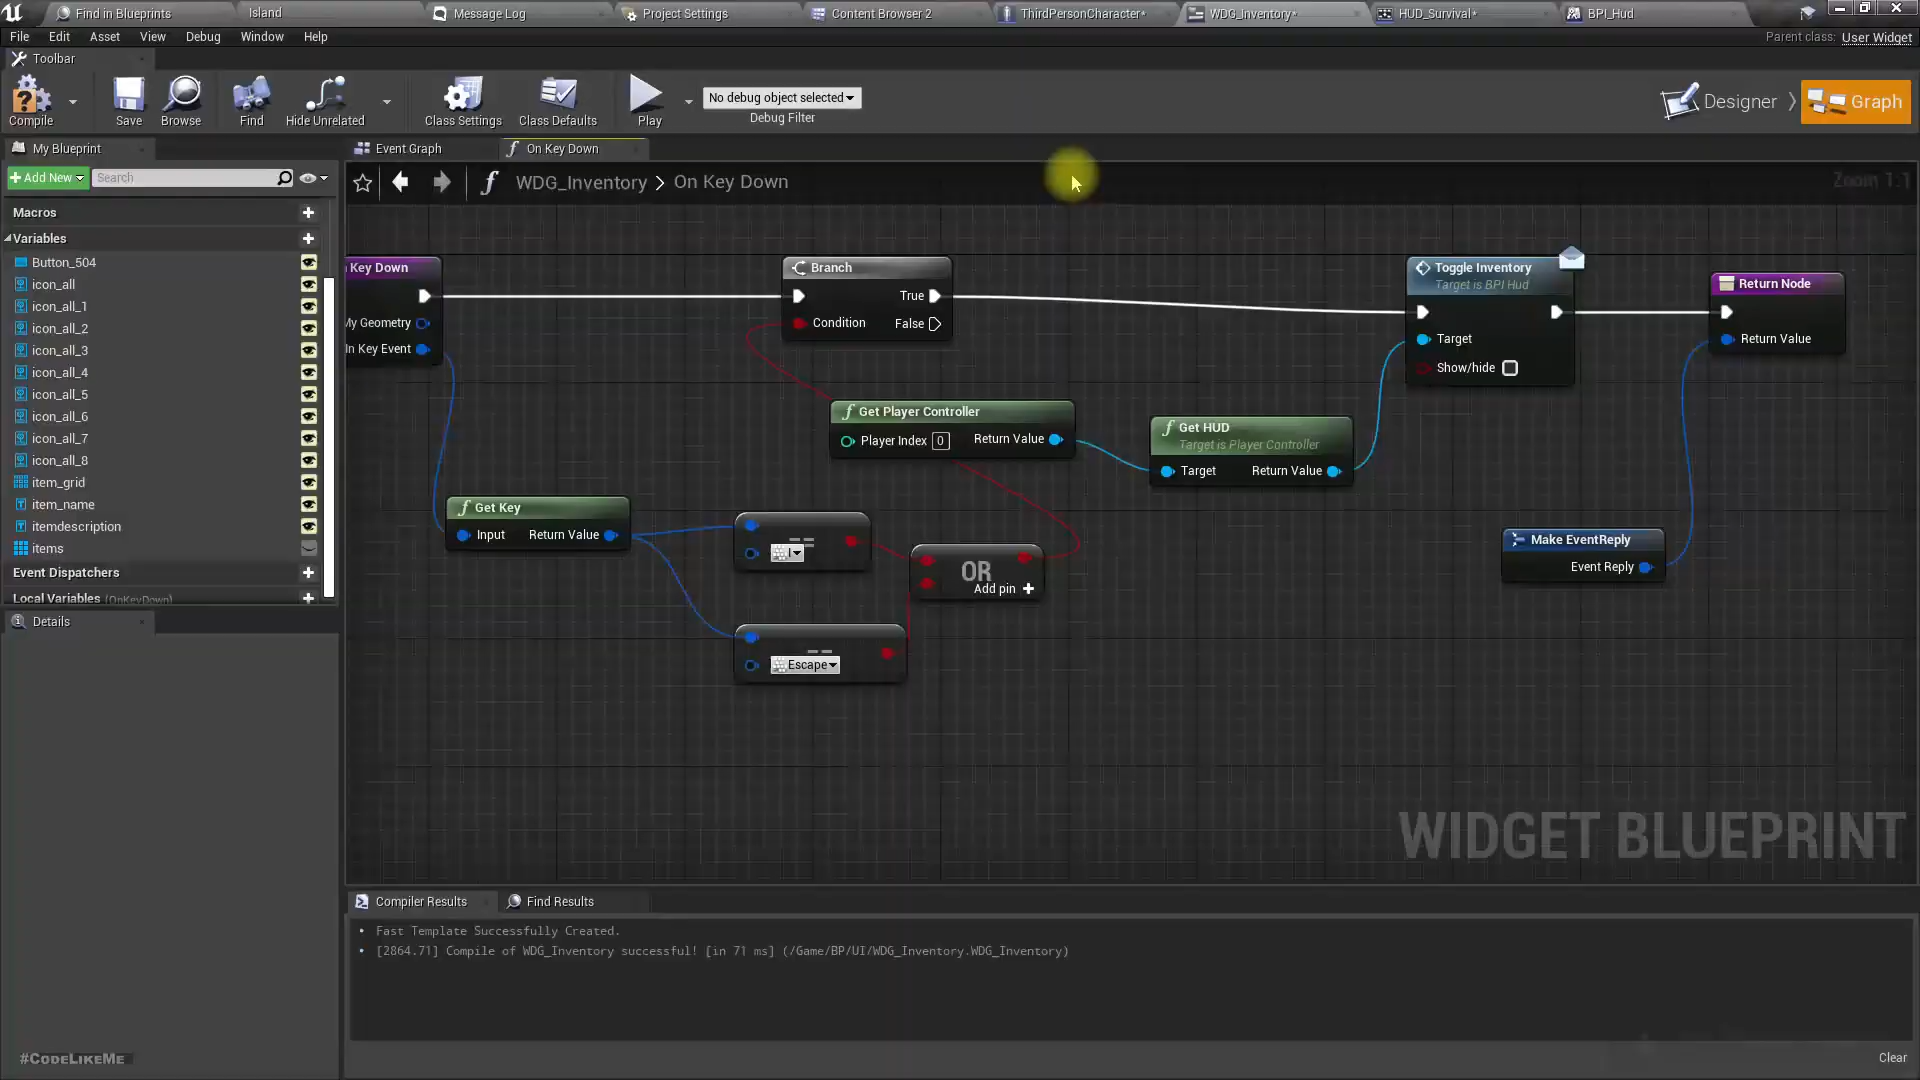 Find in Blueprints
Island
Message Log
Project Settings
Content Browser 2
ThirdPersonCharacter*
WDG_Inventory*
HUD_Survival*
BPI_Hud
File
Edit
Asset
View
Debug
Window
Help
Parent class: User Widget
Toolbar
Compile
Save
Browse
Find
Hide Unrelated
Class Settings
Class Defaults
Play
No debug object selected
Debug Filter
Designer
Graph
My Blueprint
Event Graph
On Key Down
Add New
Search
WDG_Inventory > On Key Down
Zoom 1:1
Macros
Variables
Button_504
icon_all
icon_all_1
icon_all_2
icon_all_3
icon_all_4
icon_all_5
icon_all_6
icon_all_7
icon_all_8
item_grid
item_name
itemdescription
items
Event Dispatchers
Local Variables (OnKeyDown)
Details
Key Down
My Geometry
In Key Event
Branch
True
Condition
False
Toggle Inventory
Target is BPI Hud
Target
Show/hide
Return Node
Return Value
Get Player Controller
Player Index 0
Return Value
Get HUD
Target is Player Controller
Target
Return Value
Get Key
Input
Return Value
==
I
OR
Add pin +
==
Escape
Make EventReply
Event Reply
WIDGET BLUEPRINT
Compiler Results
Find Results
Fast Template Successfully Created.
[2864.71] Compile of WDG_Inventory successful! [in 71 ms] (/Game/BP/UI/WDG_Inventory.WDG_Inventory)
#CodeLikeMe
Clear